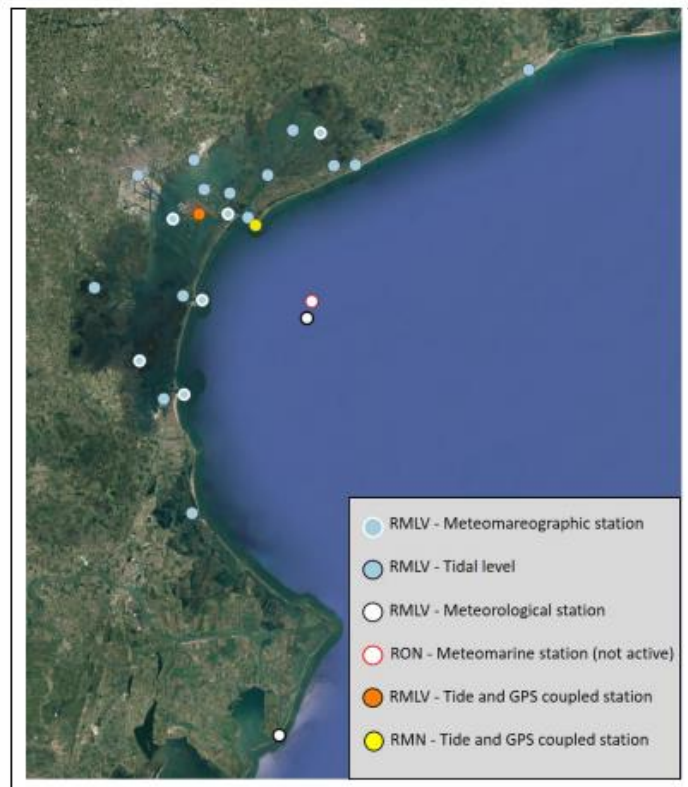 RMLV - Meteomareographic station
RMLV - Tidal level
RMLV - Meteorological station
RON - Meteomarine station (not active)
RMLV - Tide and GPS coupled station
RMN - Tide and GPS coupled station